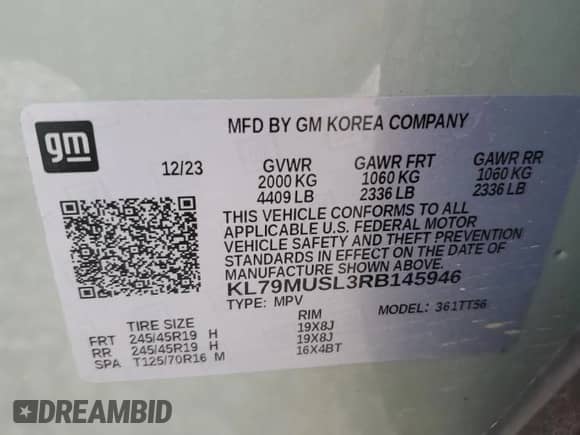 gm
MFD BY GM KOREA COMPANY
12/23 GVWR GAWR FRT GAWR RR
2000 KG 1060 KG 1060 KG
4409 LB 2336 LB 2336 LB
THIS VEHICLE CONFORMS TO ALL
APPLICABLE U.S. FEDERAL MOTOR
VEHICLE SAFETY AND THEFT PREVENTION
STANDARDS IN EFFECT ON THE DATE OF
MANUFACTURE SHOWN ABOVE.
KL79MUSL3RB145946
TYPE: MPV MODEL: 361TT56
TIRE SIZE RIM
FRT 245/45R19 H 19X8J
RR 245/45R19 H 19X8J
SPA T125/70R16 M 16X4BT
DREAMBID